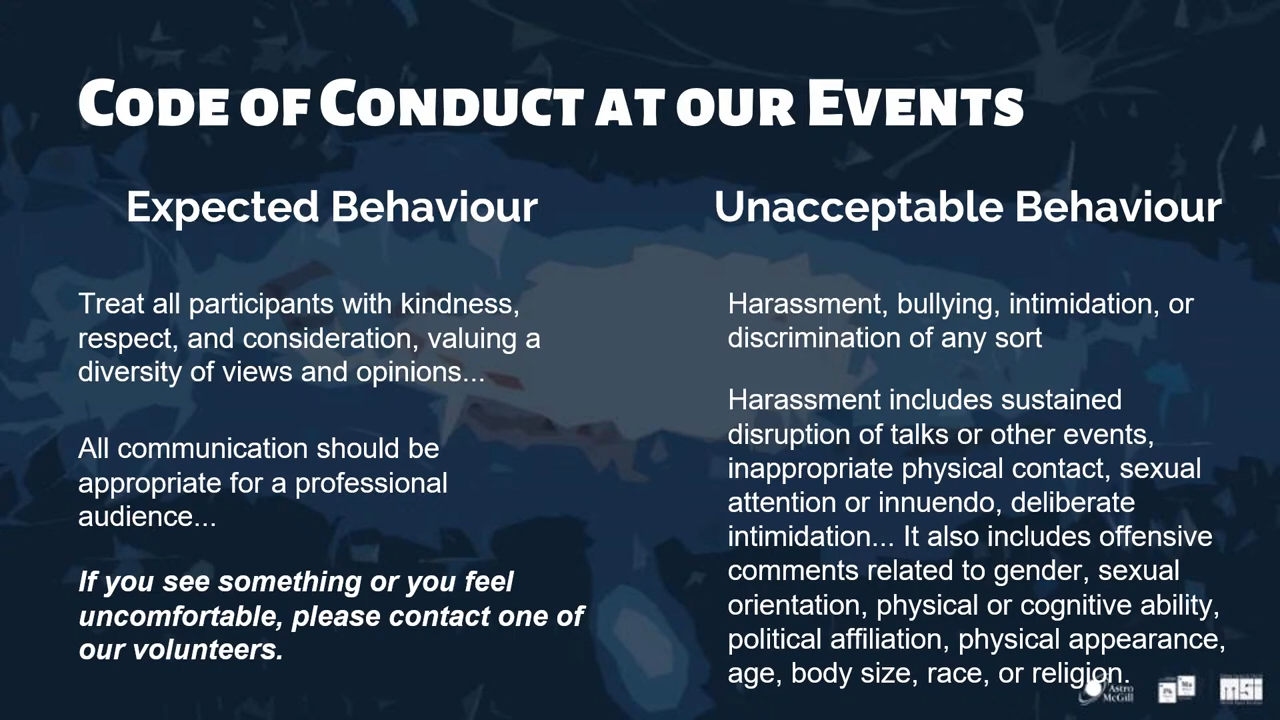 Code of Conduct at our Events
Expected Behaviour
Treat all participants with kindness,
respect, and consideration, valuing a
diversity of views and opinions...
All communication should be
appropriate for a professional
audience...
If you see something or you feel
uncomfortable, please contact one of
our volunteers.
Unacceptable Behaviour
Harassment, bullying, intimidation, or
discrimination of any sort
Harassment includes sustained
disruption of talks or other events,
inappropriate physical contact, sexual
attention or innuendo, deliberate
intimidation... It also includes offensive
comments related to gender, sexual
orientation, physical or cognitive ability,
political affiliation, physical appearance,
age, body size, race, or religion.
Astro
McGill
msi